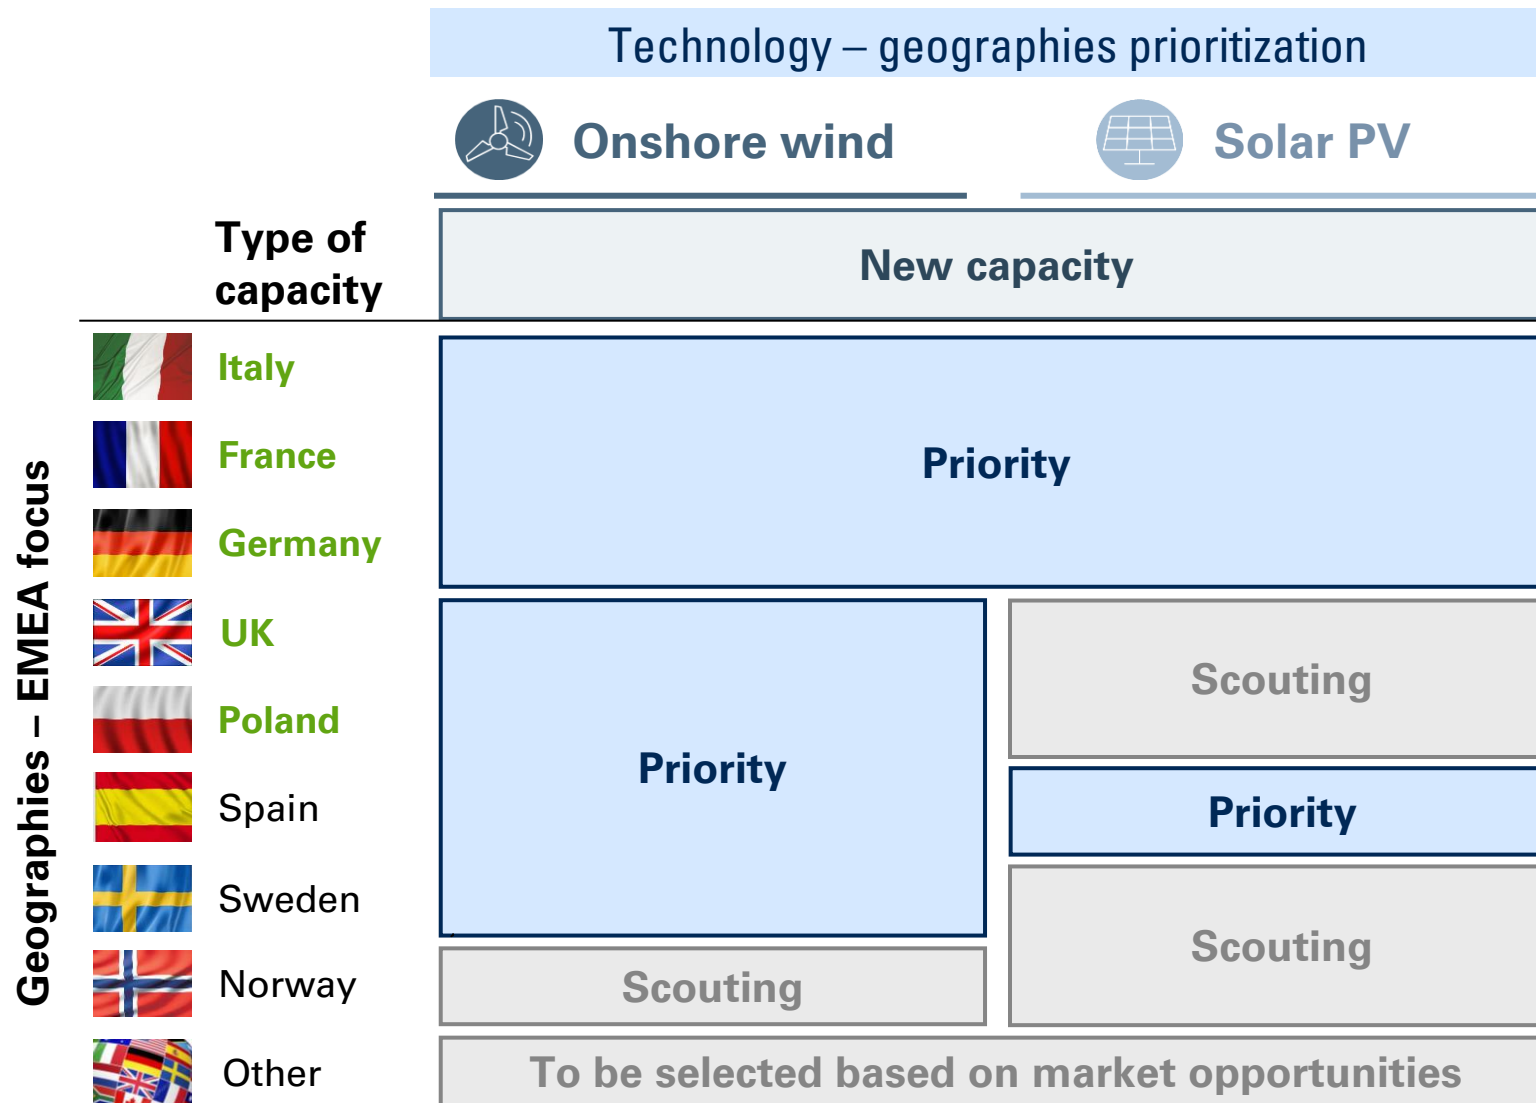 Technology – geographies prioritization
Onshore wind
Solar PV
Type of
capacity
New capacity
Geographies – EMEA focus
Italy
France
Germany
Priority
UK
Poland
Spain
Sweden
Norway
Other
Priority
Scouting
Scouting
Priority
Scouting
To be selected based on market opportunities